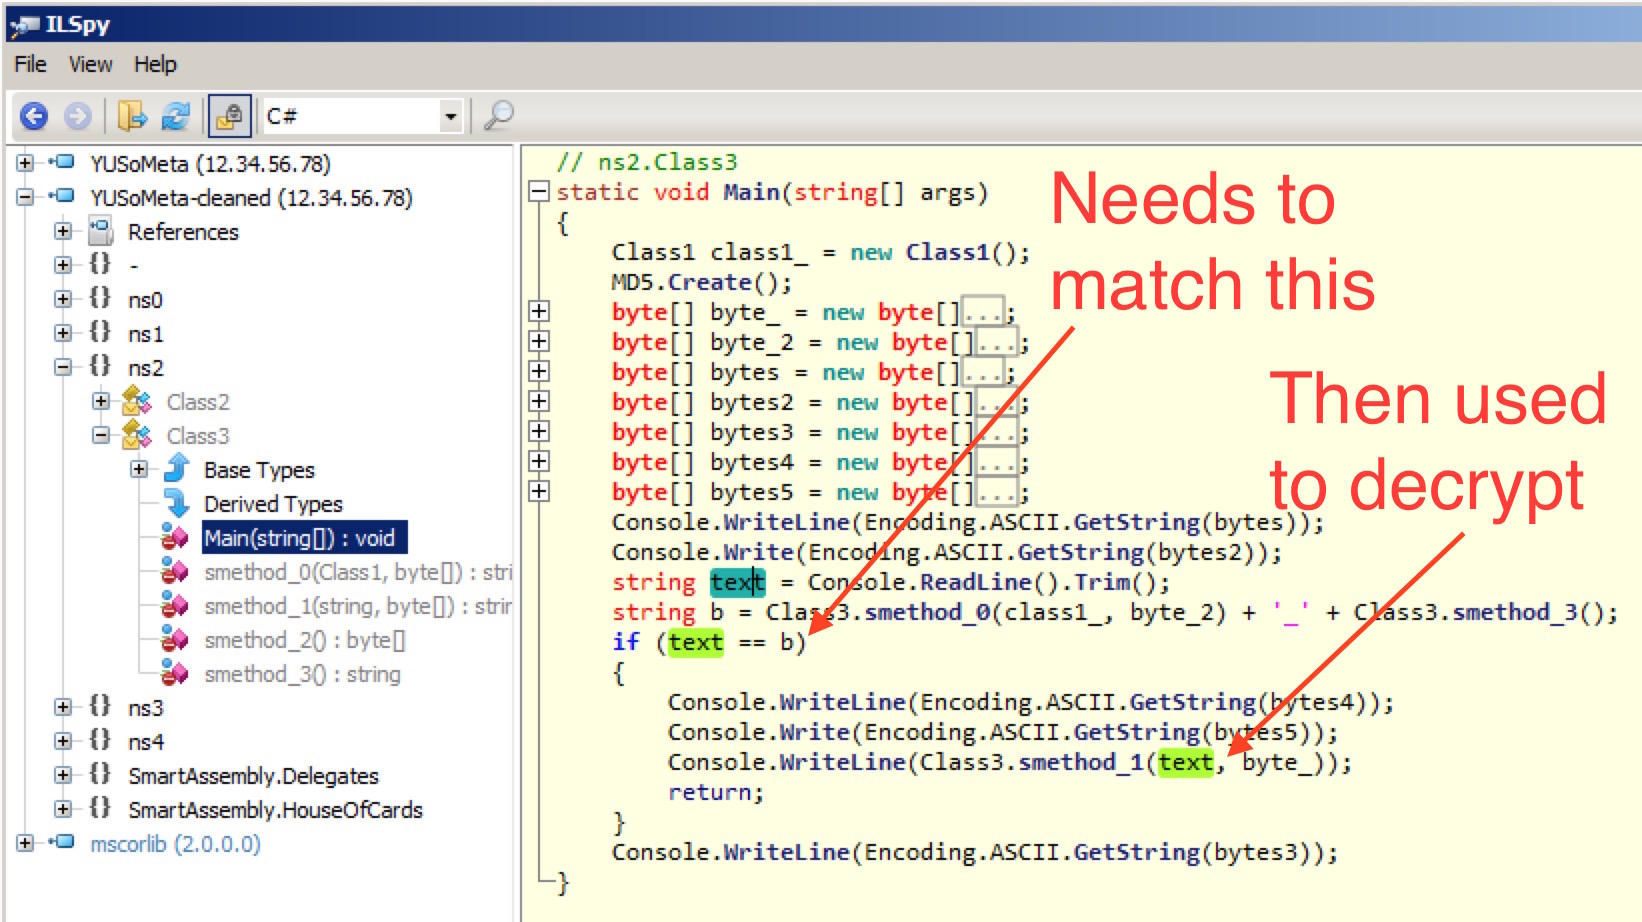 ILSpy
File View Help
C#
YUSoMeta (12.34.56.78)
YUSoMeta-cleaned (12.34.56.78)
References
{} -
{} ns0
{} ns1
{} ns2
Class2
Class3
Base Types
Derived Types
Main(string[]) : void
smethod_0(Class1, byte[]) : stri
smethod_1(string, byte[]) : strir
smethod_2() : byte[]
smethod_3() : string
{} ns3
{} ns4
{} SmartAssembly.Delegates
{} SmartAssembly.HouseOfCards
mscorlib (2.0.0.0)
// ns2.Class3
static void Main(string[] args)
{
Class1 class1_ = new Class1();
MD5.Create();
byte[] byte_ = new byte[]...;
byte[] byte_2 = new byte[]...;
byte[] bytes = new byte[]...;
byte[] bytes2 = new byte[]...;
byte[] bytes3 = new byte[]...;
byte[] bytes4 = new byte[]...;
byte[] bytes5 = new byte[]...;
Console.WriteLine(Encoding.ASCII.GetString(bytes));
Console.Write(Encoding.ASCII.GetString(bytes2));
string text = Console.ReadLine().Trim();
string b = Class3.smethod_0(class1_, byte_2) + '_' + Class3.smethod_3();
if (text == b)
{
Console.WriteLine(Encoding.ASCII.GetString(bytes4));
Console.Write(Encoding.ASCII.GetString(bytes5));
Console.WriteLine(Class3.smethod_1(text, byte_));
return;
}
Console.WriteLine(Encoding.ASCII.GetString(bytes3));
}
Needs to
match this
Then used
to decrypt